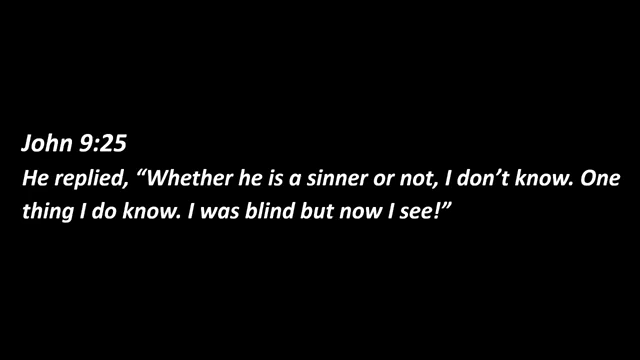 John 9:25
He replied, “Whether he is a sinner or not, I don’t know. One
thing I do know. I was blind but now I see!”